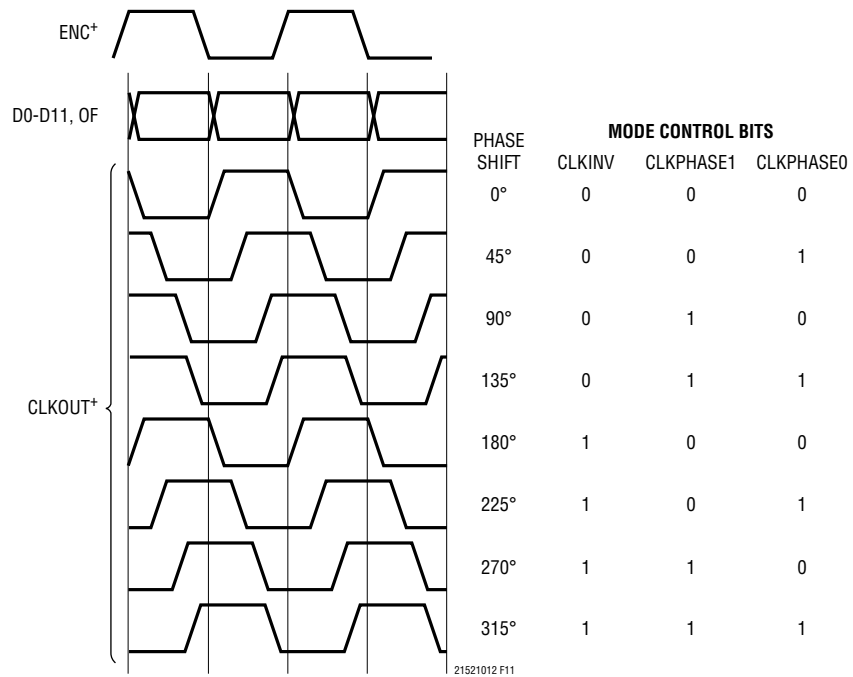 ENC+
D0-D11, OF
CLKOUT+
PHASE SHIFT
MODE CONTROL BITS
CLKINV CLKPHASE1 CLKPHASE0
0° 0 0 0
45° 0 0 1
90° 0 1 0
135° 0 1 1
180° 1 0 0
225° 1 0 1
270° 1 1 0
315° 1 1 1
21521012 F11